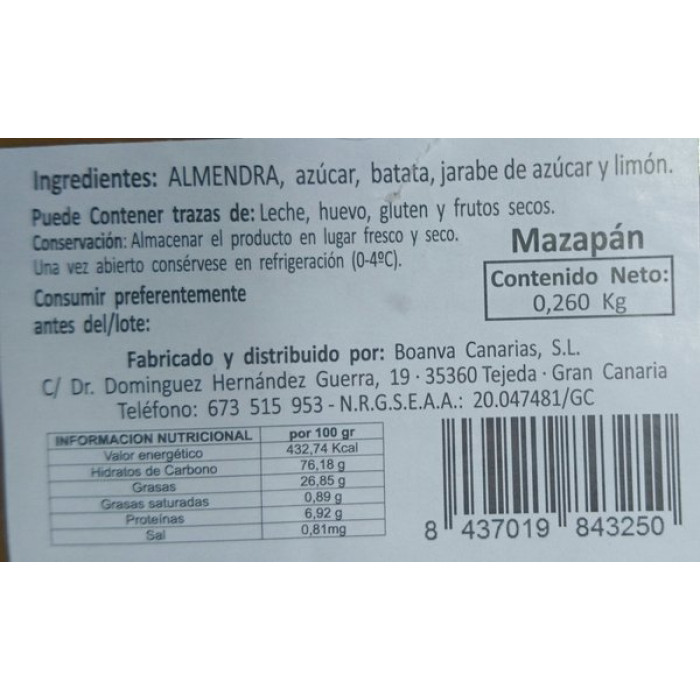 Ingredientes: ALMENDRA, azúcar, batata, jarabe de azúcar y limón.
Puede Contener trazas de: Leche, huevo, gluten y frutos secos.
Conservación: Almacenar el producto en lugar fresco y seco.
Una vez abierto consérvese en refrigeración (0-4ºC).
Mazapán
Contenido Neto:
0,260 Kg
Consumir preferentemente
antes del/lote:
Fabricado y distribuido por: Boanva Canarias, S.L.
C/ Dr. Dominguez Hernández Guerra, 19 · 35360 Tejeda · Gran Canaria
Teléfono: 673 515 953 - N.R.G.S.E.A.A.: 20.047481/GC
INFORMACION NUTRICIONAL por 100 gr
Valor energético 432,74 Kcal
Hidratos de Carbono 76,18 g
Grasas 26,85 g
Grasas saturadas 0,89 g
Proteínas 6,92 g
Sal 0,81mg
8 437019 843250